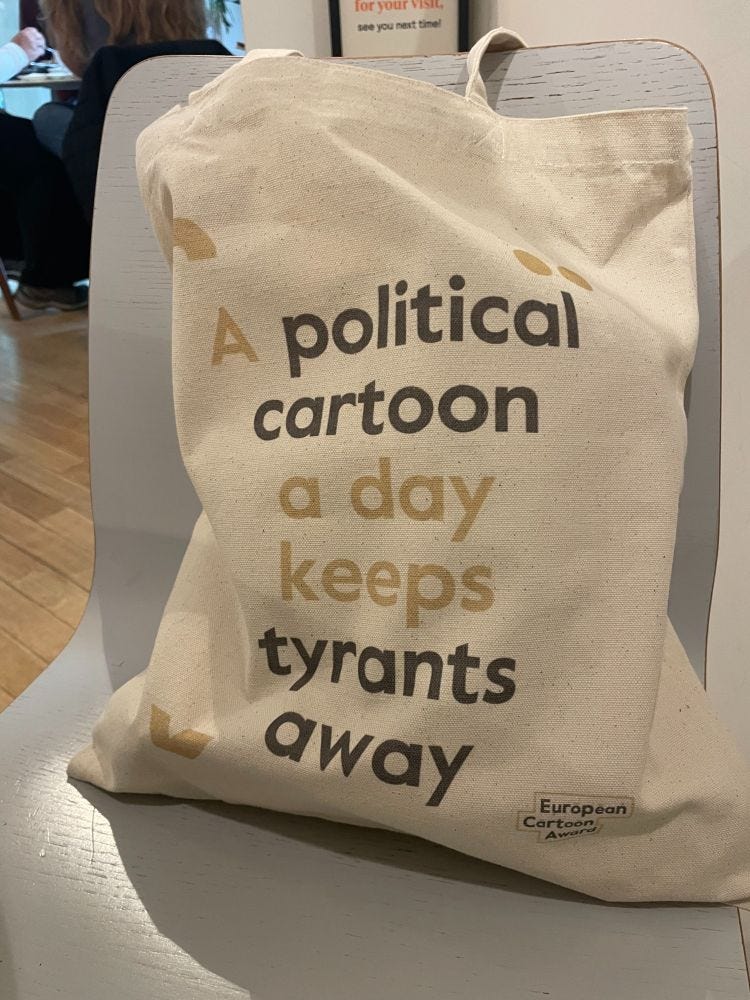 for your visit,
see you next time!
A political
cartoon
a day
keeps
tyrants
away
European
Cartoon
Award